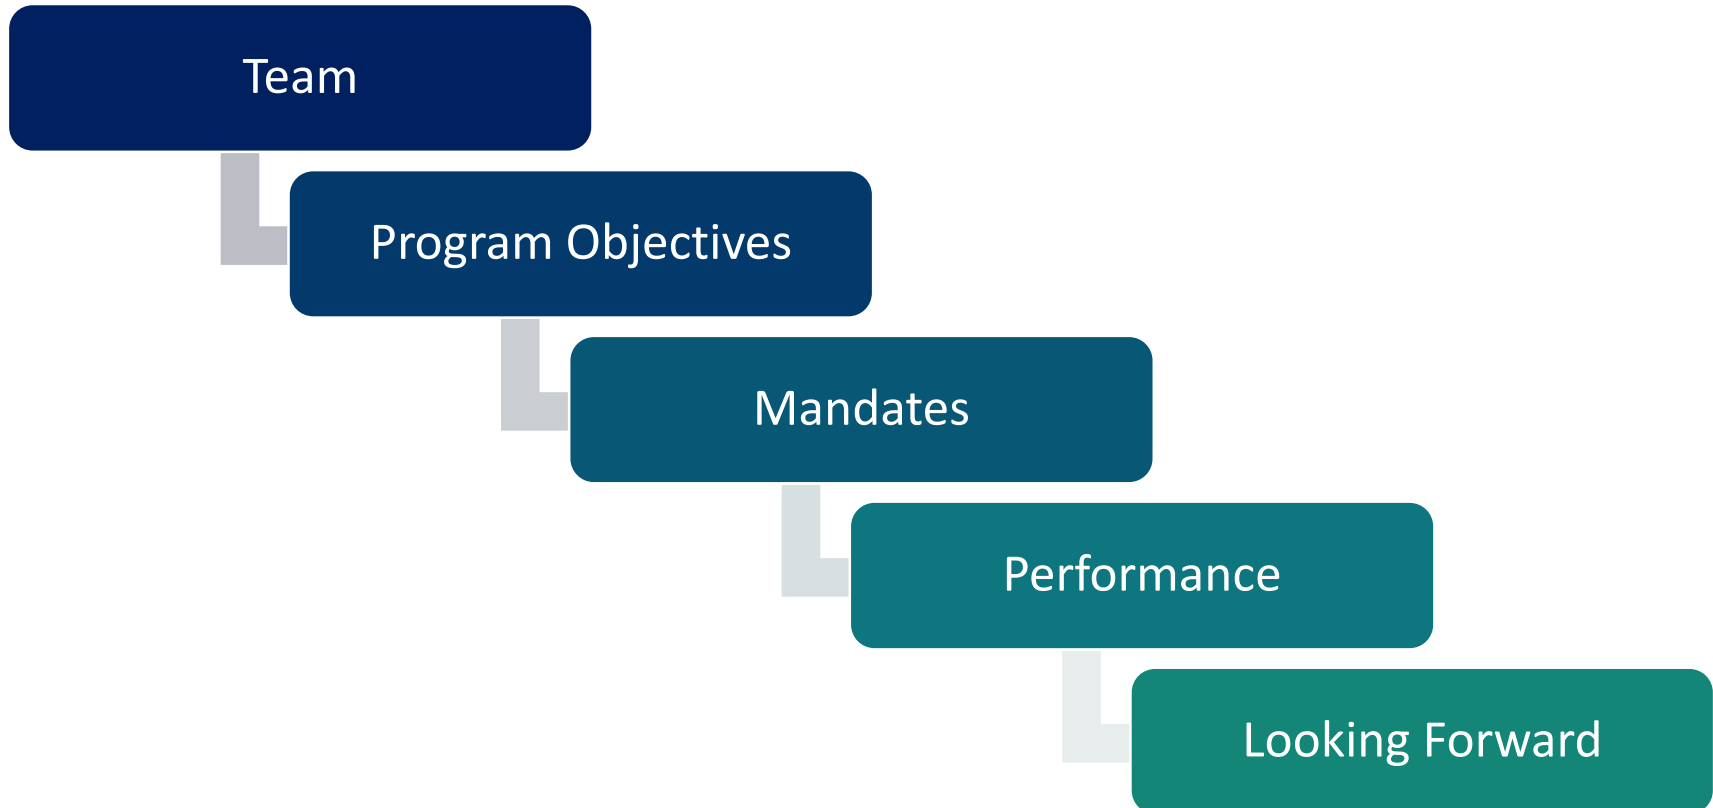 Team
Program Objectives
Mandates
Performance
Looking Forward